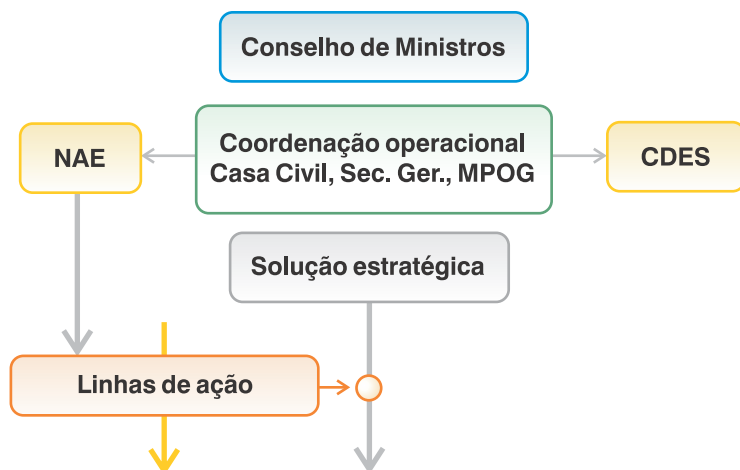 Conselho de Ministros
NAE
Coordenação operacional
Casa Civil, Sec. Ger., MPOG
CDES
Solução estratégica
Linhas de ação